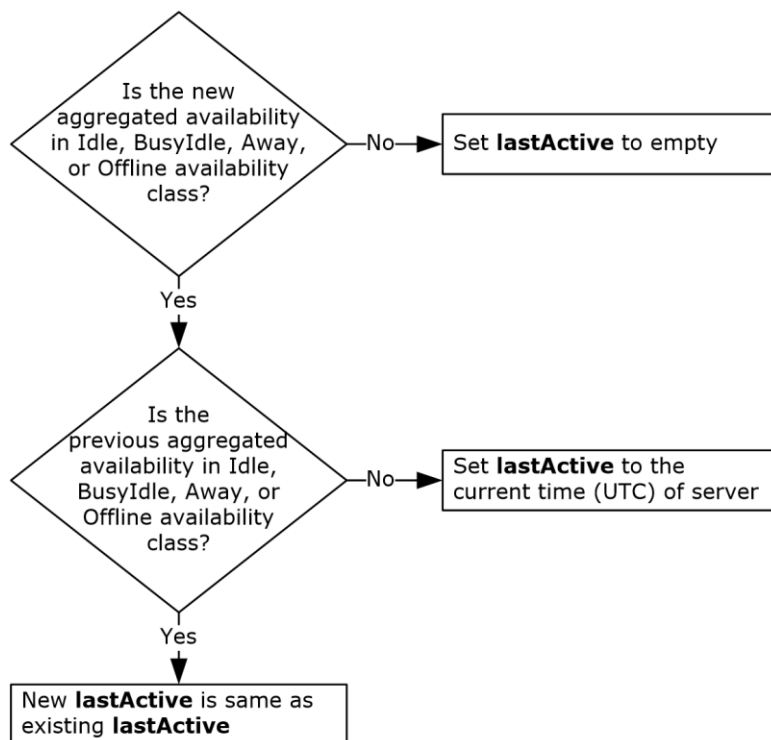 Is the new
aggregated availability
in Idle, BusyIdle, Away,
or Offline availability
class?
No
Set lastActive to empty
Yes
Is the
previous aggregated
availability in Idle,
BusyIdle, Away, or
Offline availability
class?
No
Set lastActive to the
current time (UTC) of server
Yes
New lastActive is same as
existing lastActive